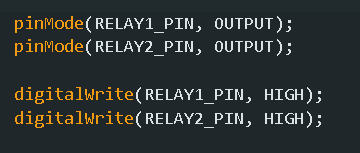 pinMode(RELAY1_PIN, OUTPUT);
pinMode(RELAY2_PIN, OUTPUT);
digitalWrite(RELAY1_PIN, HIGH);
digitalWrite(RELAY2_PIN, HIGH);